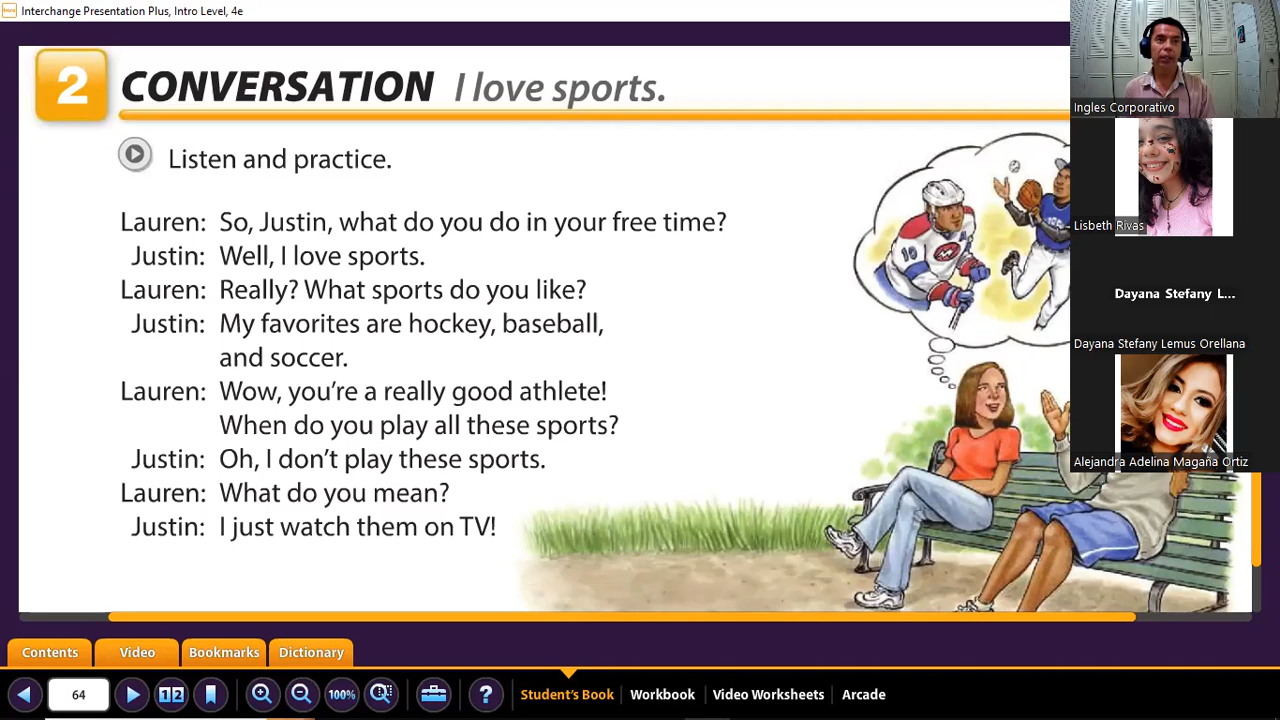 Interchange Presentation Plus, Intro Level, 4e
2 CONVERSATION I love sports.
Listen and practice.
Lauren: So, Justin, what do you do in your free time?
Justin: Well, I love sports.
Lauren: Really? What sports do you like?
Justin: My favorites are hockey, baseball,
and soccer.
Lauren: Wow, you're a really good athlete!
When do you play all these sports?
Justin: Oh, I don't play these sports.
Lauren: What do you mean?
Justin: I just watch them on TV!
10
Ingles Corporativo
Lisbeth Rivas
Dayana Stefany L...
Dayana Stefany Lemus Orellana
Alejandra Adelina Magaña Ortiz
Contents Video Bookmarks Dictionary
64 1 2 100% ? Student's Book Workbook Video Worksheets Arcade